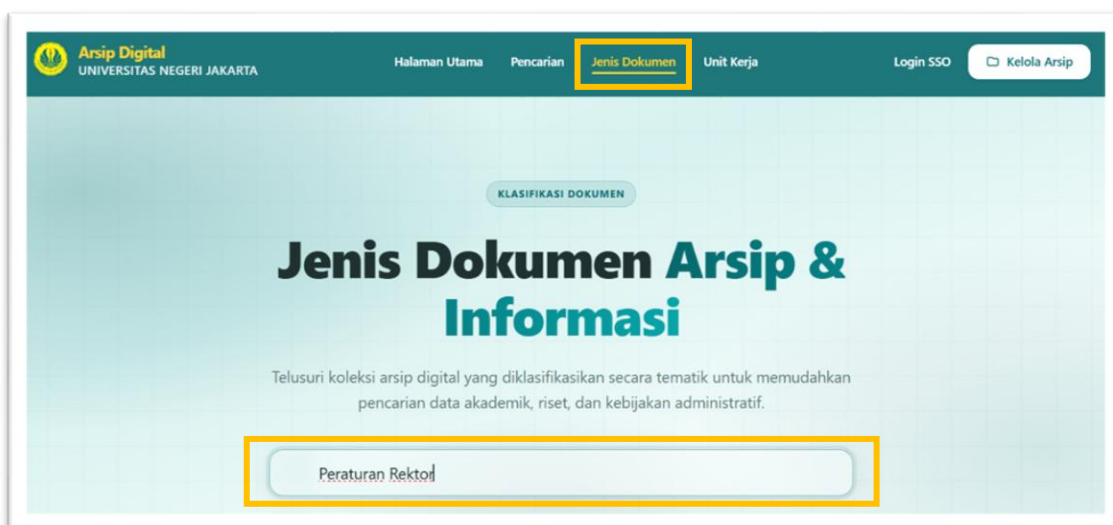 Arsip Digital
UNIVERSITAS NEGERI JAKARTA
Halaman Utama
Pencarian
Jenis Dokumen
Unit Kerja
Login SSO
Kelola Arsip
KLASIFIKASI DOKUMEN
Jenis Dokumen Arsip &
Informasi
Telusuri koleksi arsip digital yang diklasifikasikan secara tematik untuk memudahkan
pencarian data akademik, riset, dan kebijakan administratif.
Peraturan Rektor